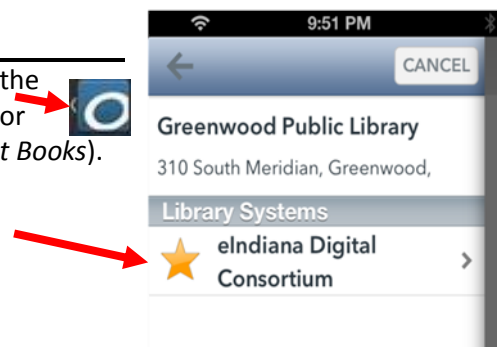 the
or
t Books).
9:51 PM
CANCEL
Greenwood Public Library
310 South Meridian, Greenwood,
Library Systems
eIndiana Digital
Consortium